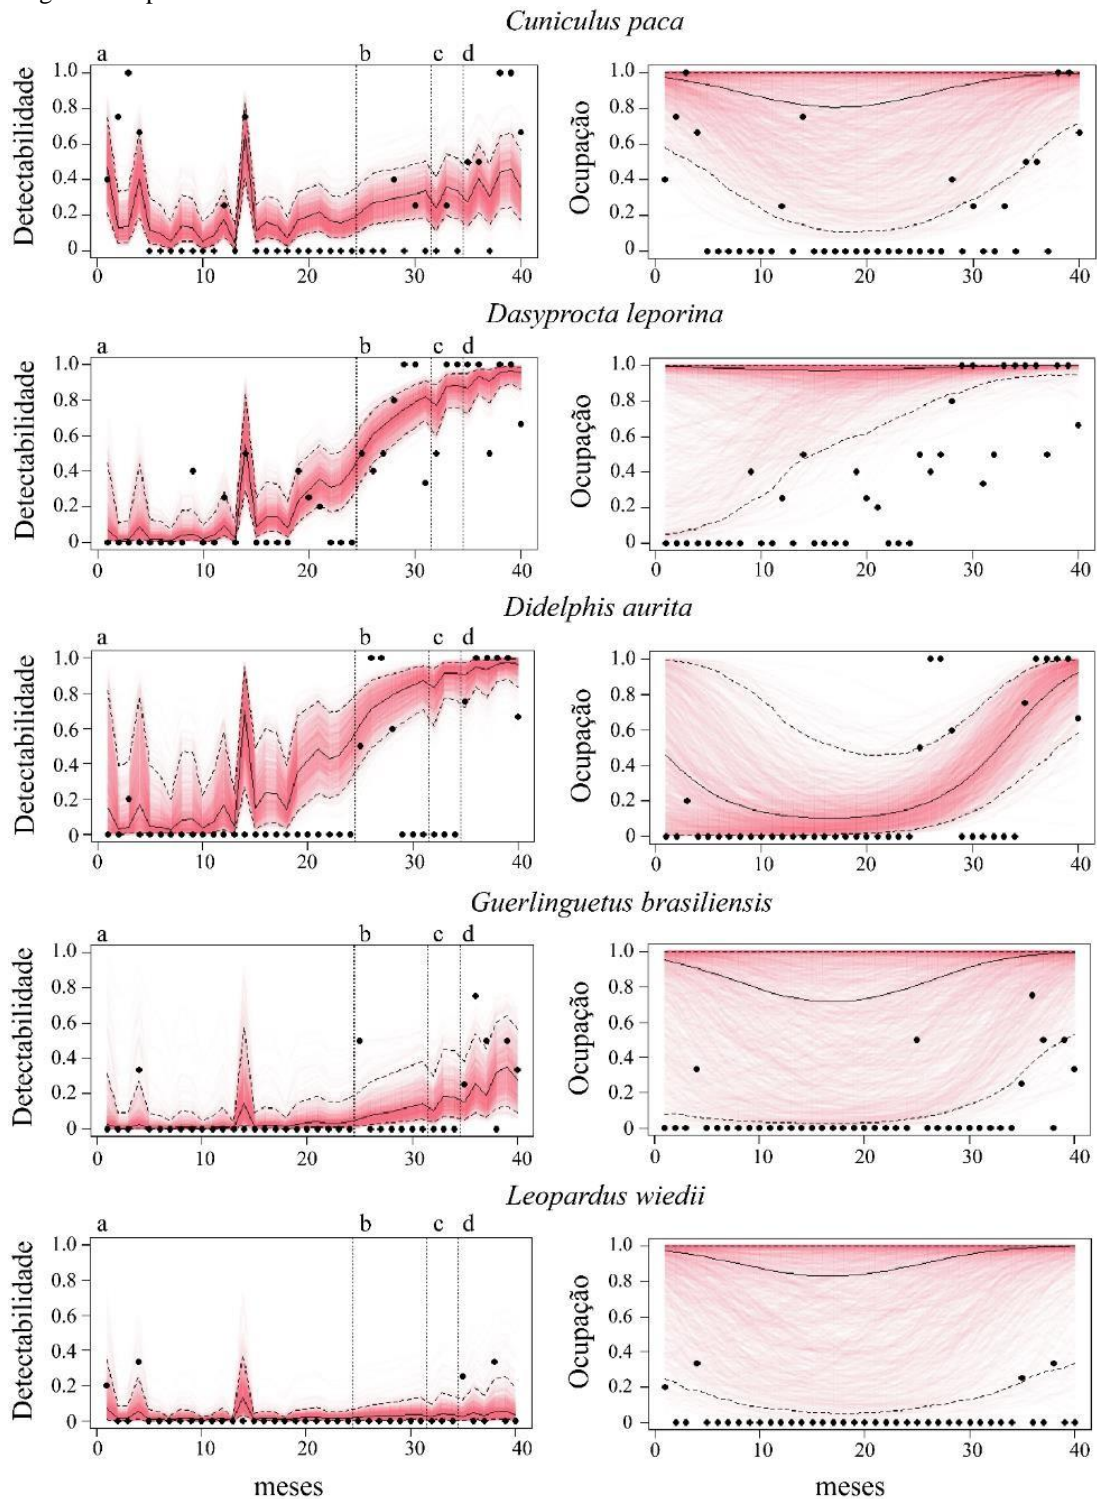 Cuniculus paca
a b c d
Detectabilidade
1.0
0.8
0.6
0.4
0.2
0
0 10 20 30 40
Ocupação
1.0
0.8
0.6
0.4
0.2
0
0 10 20 30 40
Dasyprocta leporina
a b c d
Detectabilidade
1.0
0.8
0.6
0.4
0.2
0
0 10 20 30 40
Ocupação
1.0
0.8
0.6
0.4
0.2
0
0 10 20 30 40
Didelphis aurita
a b c d
Detectabilidade
1.0
0.8
0.6
0.4
0.2
0
0 10 20 30 40
Ocupação
1.0
0.8
0.6
0.4
0.2
0
0 10 20 30 40
Guerlinguetus brasiliensis
a b c d
Detectabilidade
1.0
0.8
0.6
0.4
0.2
0
0 10 20 30 40
Ocupação
1.0
0.8
0.6
0.4
0.2
0
0 10 20 30 40
Leopardus wiedii
a b c d
Detectabilidade
1.0
0.8
0.6
0.4
0.2
0
0 10 20 30 40
meses
Ocupação
1.0
0.8
0.6
0.4
0.2
0
0 10 20 30 40
meses